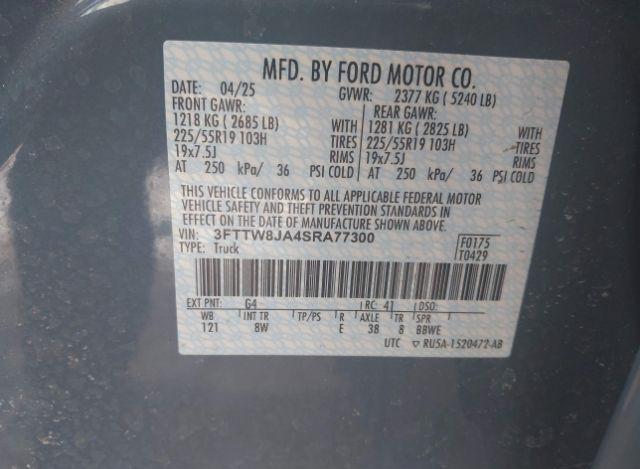 MFD. BY FORD MOTOR CO.
DATE: 04/25 GVWR: 2377 KG ( 5240 LB)
FRONT GAWR: REAR GAWR:
1218 KG ( 2685 LB) WITH 1281 KG ( 2825 LB) WITH
225/55R19 103H TIRES 225/55R19 103H TIRES
19x7.5J RIMS 19x7.5J RIMS
AT 250 kPa/ 36 PSI COLD AT 250 kPa/ 36 PSI COLD
THIS VEHICLE CONFORMS TO ALL APPLICABLE FEDERAL MOTOR
VEHICLE SAFETY AND THEFT PREVENTION STANDARDS IN
EFFECT ON THE DATE OF MANUFACTURE SHOWN ABOVE.
VIN: 3FTTW8JA4SRA77300 F0175
TYPE: Truck T0429
EXT PNT: G4 RC: 41 DSO:
WB INT TR TP/PS R AXLE TR SPR
121 8W E 38 8 BBWE
UTC ▽ RU5A-1520472-AB